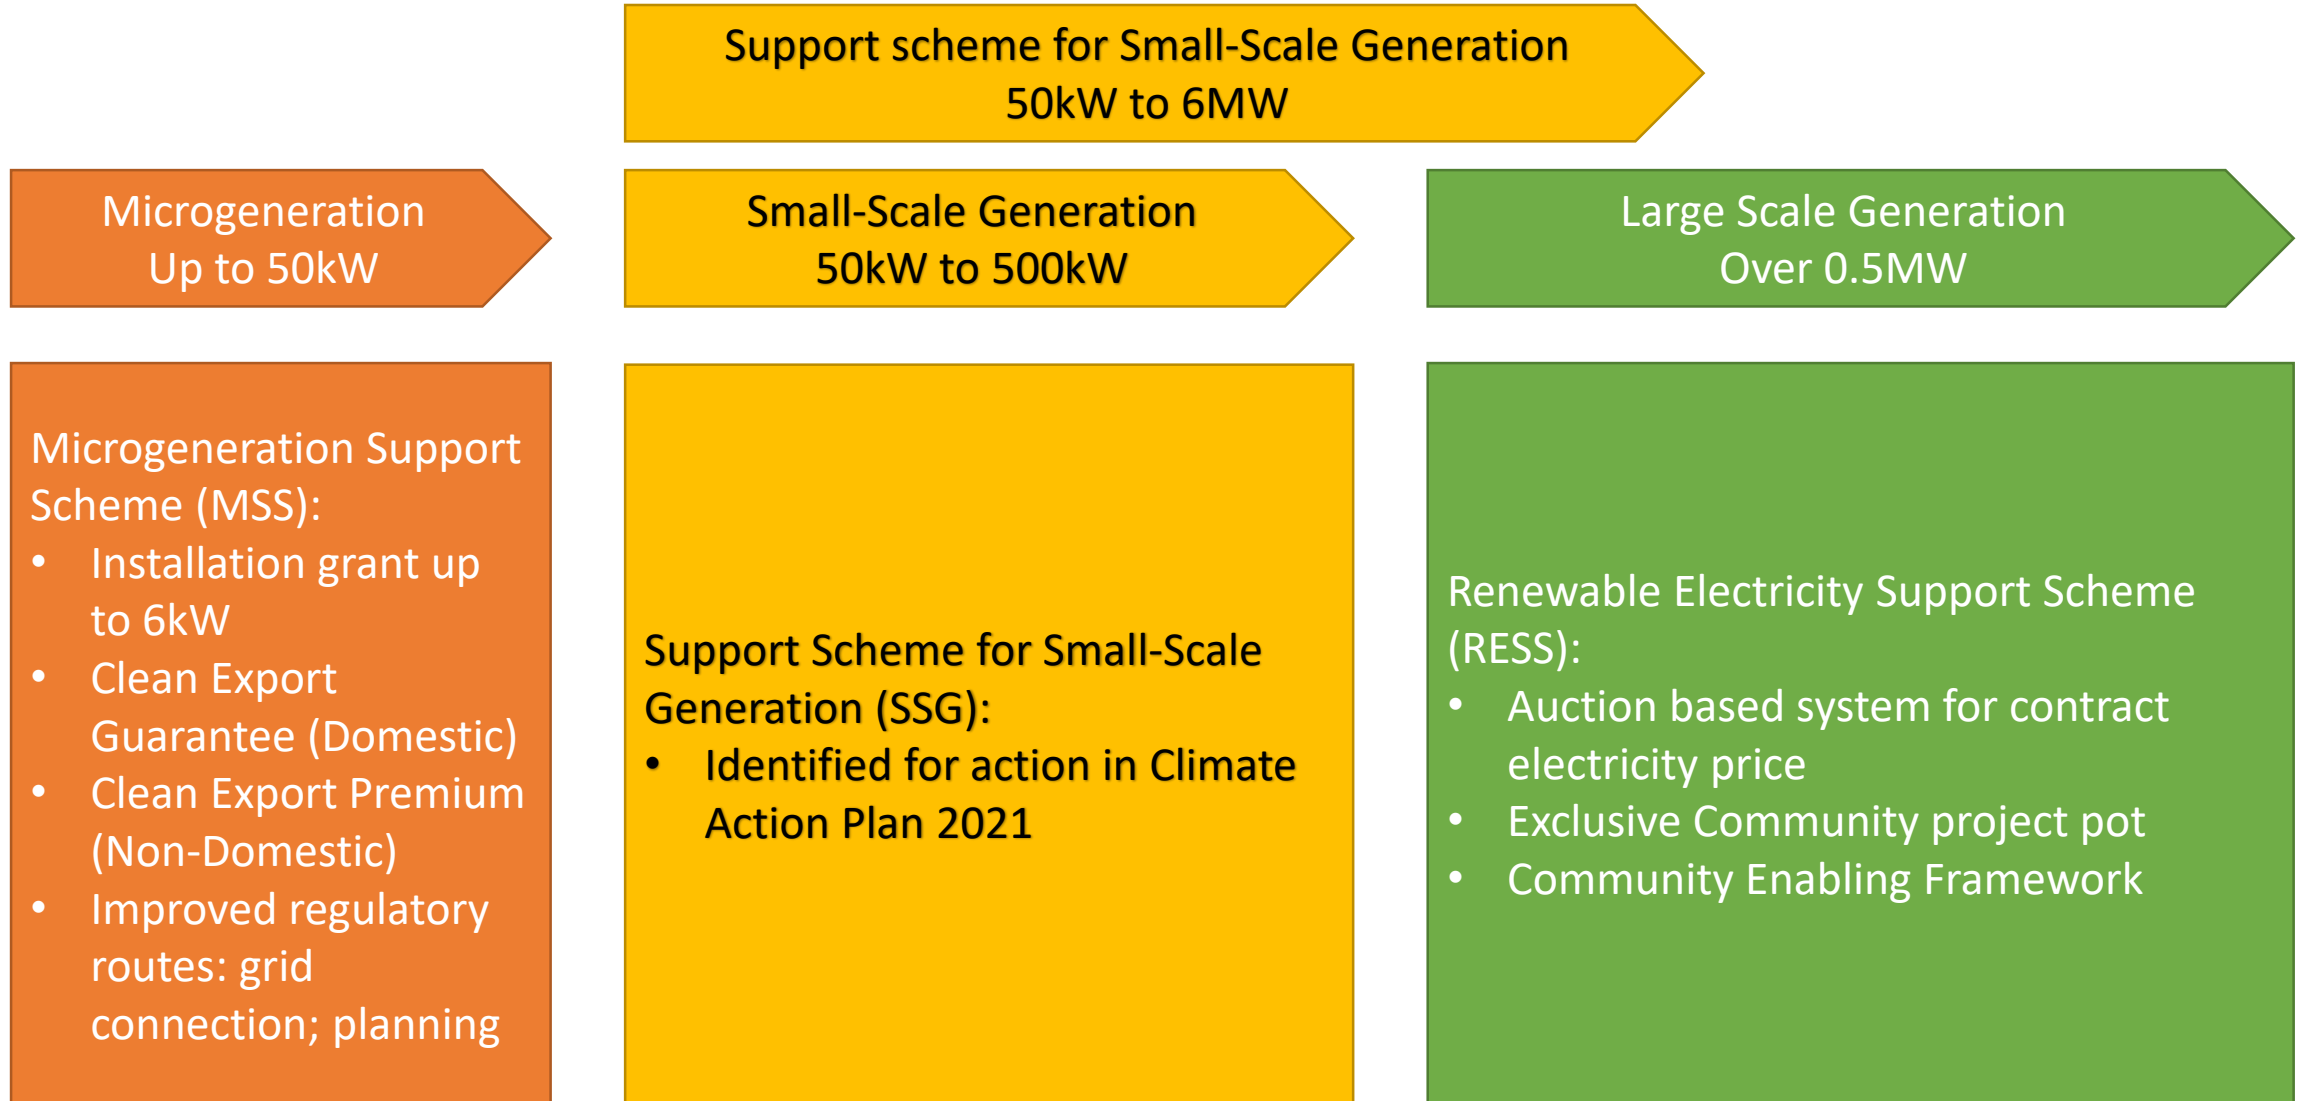 Support scheme for Small-Scale Generation
50kW to 6MW
Microgeneration
Up to 50kW
Small-Scale Generation
50kW to 500kW
Large Scale Generation
Over 0.5MW
Microgeneration Support
Scheme (MSS):
• Installation grant up
to 6kW
• Clean Export
Guarantee (Domestic)
• Clean Export Premium
(Non-Domestic)
• Improved regulatory
routes: grid
connection; planning
Support Scheme for Small-Scale
Generation (SSG):
• Identified for action in Climate
Action Plan 2021
Renewable Electricity Support Scheme
(RESS):
• Auction based system for contract
electricity price
• Exclusive Community project pot
• Community Enabling Framework